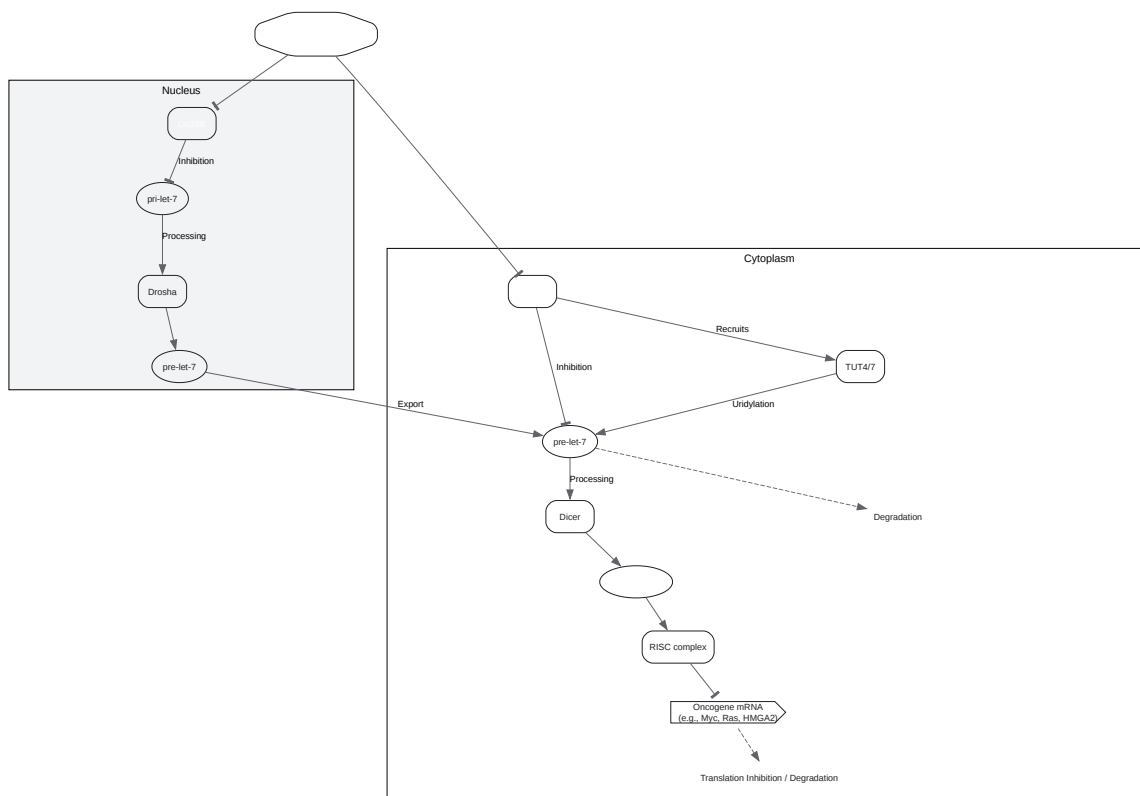 Nucleus
Inhibition
pri-let-7
Processing
Drosha
Cytoplasm
Recruits
pre-let-7
Inhibition
TUT4/7
Export
Uridylation
pre-let-7
Processing
Dicer
Degradation
RISC complex
Oncogene mRNA
(e.g., Myc, Ras, HMGA2)
Translation Inhibition / Degradation